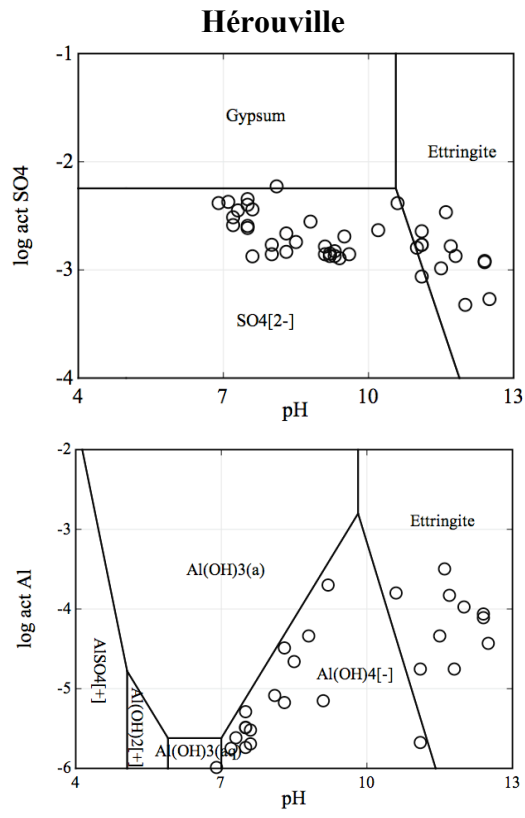 Hérouville
-1
Gypsum
Ettringite
-2
log act SO4
-3
SO4[2-]
-4
4
7
10
13
pH
-2
Ettringite
-3
Al(OH)3(a)
log act Al
-4
AlSO4[+]
Al(OH)2[+]
Al(OH)4[-]
-5
Al(OH)3(aq)
-6
4
7
10
13
pH